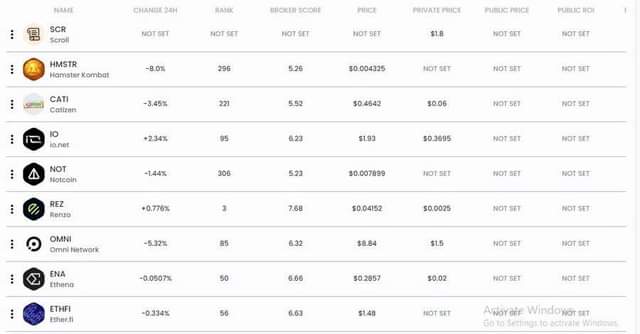 NAME CHANGE 24H RANK BROKER SCORE PRICE PRIVATE PRICE PUBLIC PRICE PUBLIC ROI
SCR
Scroll
NOT SET NOT SET NOT SET NOT SET $1.8 NOT SET NOT SET
HMSTR
Hamster Kombat
-8.0% 296 5.26 $0.004325 NOT SET NOT SET NOT SET
CATI
Catizen
-3.45% 221 5.52 $0.4642 $0.06 NOT SET NOT SET
IO
io.net
+2.34% 95 6.23 $1.93 $0.3695 NOT SET NOT SET
NOT
Notcoin
-1.44% 306 5.23 $0.007899 NOT SET NOT SET NOT SET
REZ
Renzo
+0.776% 3 7.68 $0.04152 $0.0025 NOT SET NOT SET
OMNI
Omni Network
-5.32% 85 6.32 $8.84 $1.5 NOT SET NOT SET
ENA
Ethena
-0.0507% 50 6.66 $0.2857 $0.02 NOT SET NOT SET
ETHFI
Ether.fi
-0.334% 56 6.63 $1.48 NOT SET NOT SET NOT SET
Activate Windows
Go to Settings to activate Windows.